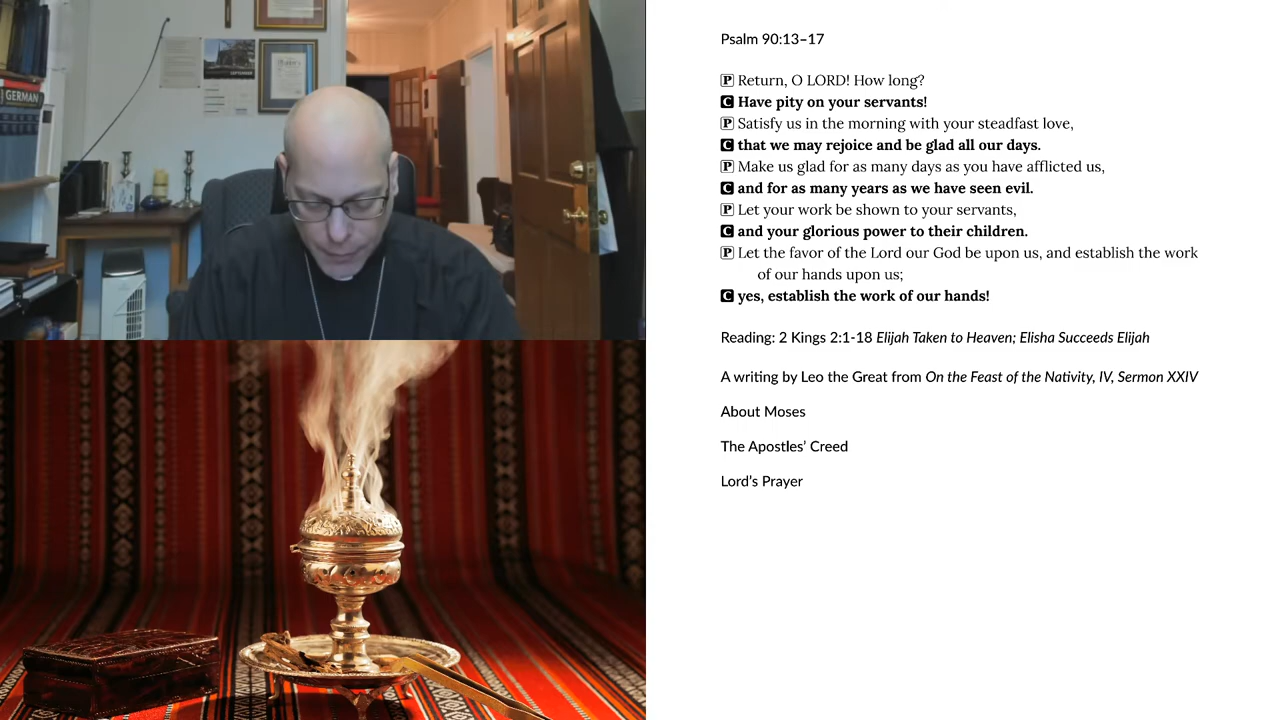 GERMAN
SEPTEMBER
Psalm 90:13–17
P Return, O LORD! How long?
C Have pity on your servants!
P Satisfy us in the morning with your steadfast love,
C that we may rejoice and be glad all our days.
P Make us glad for as many days as you have afflicted us,
C and for as many years as we have seen evil.
P Let your work be shown to your servants,
C and your glorious power to their children.
P Let the favor of the Lord our God be upon us, and establish the work
of our hands upon us;
C yes, establish the work of our hands!
Reading: 2 Kings 2:1-18 Elijah Taken to Heaven; Elisha Succeeds Elijah
A writing by Leo the Great from On the Feast of the Nativity, IV, Sermon XXIV
About Moses
The Apostles’ Creed
Lord’s Prayer